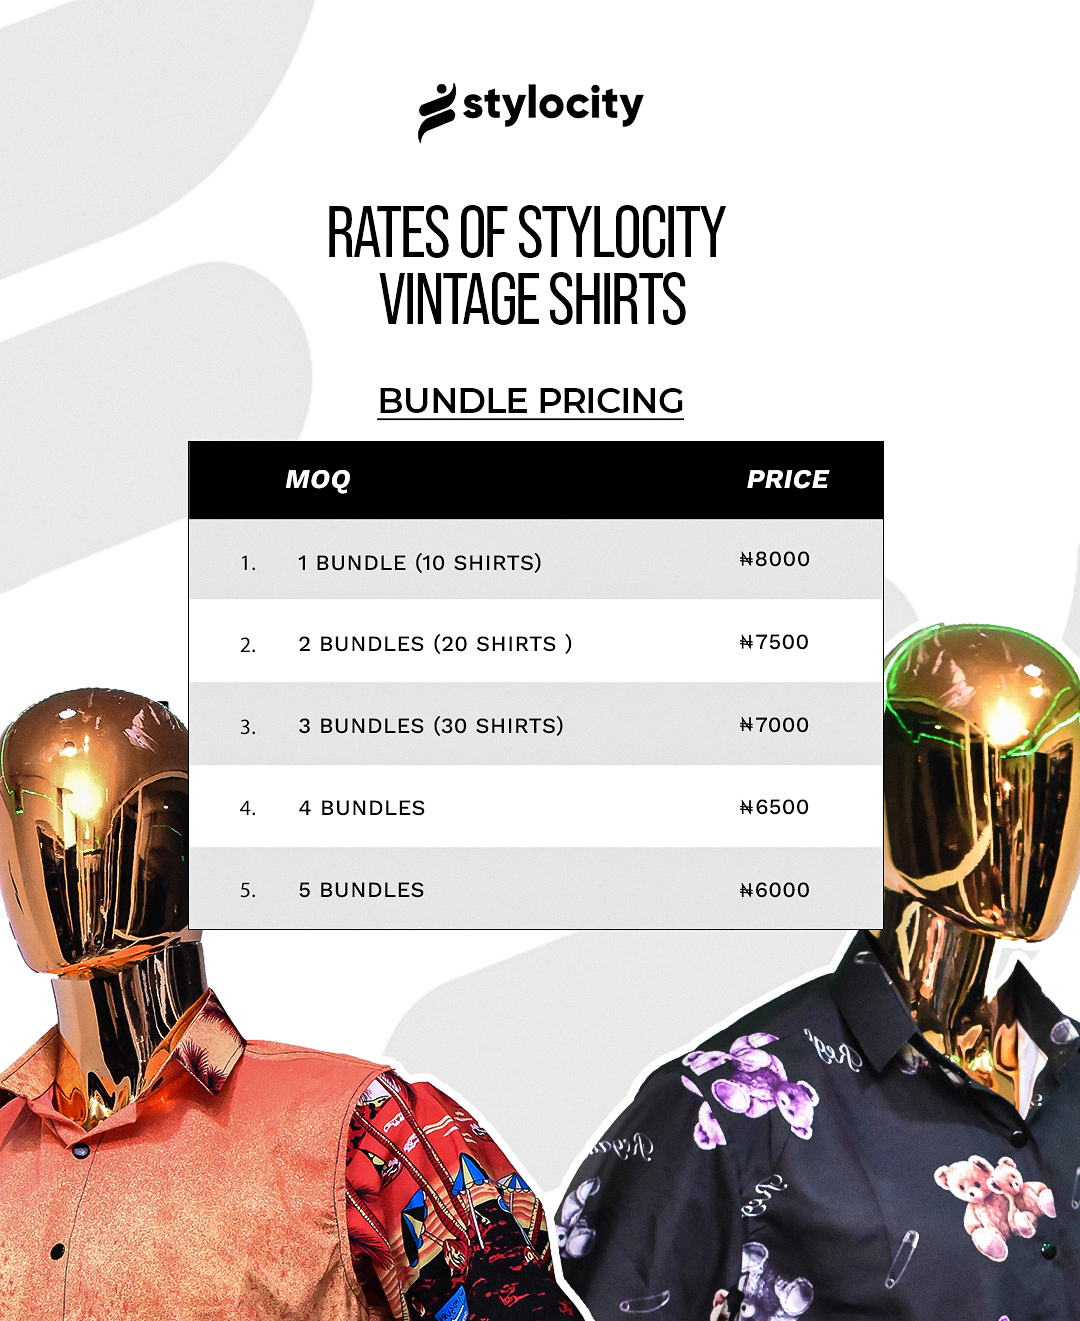 stylocity
RATES OF STYLOCITY
VINTAGE SHIRTS
BUNDLE PRICING
MOQ PRICE
1. 1 BUNDLE (10 SHIRTS) ₦8000
2. 2 BUNDLES (20 SHIRTS ) ₦7500
3. 3 BUNDLES (30 SHIRTS) ₦7000
4. 4 BUNDLES ₦6500
5. 5 BUNDLES ₦6000